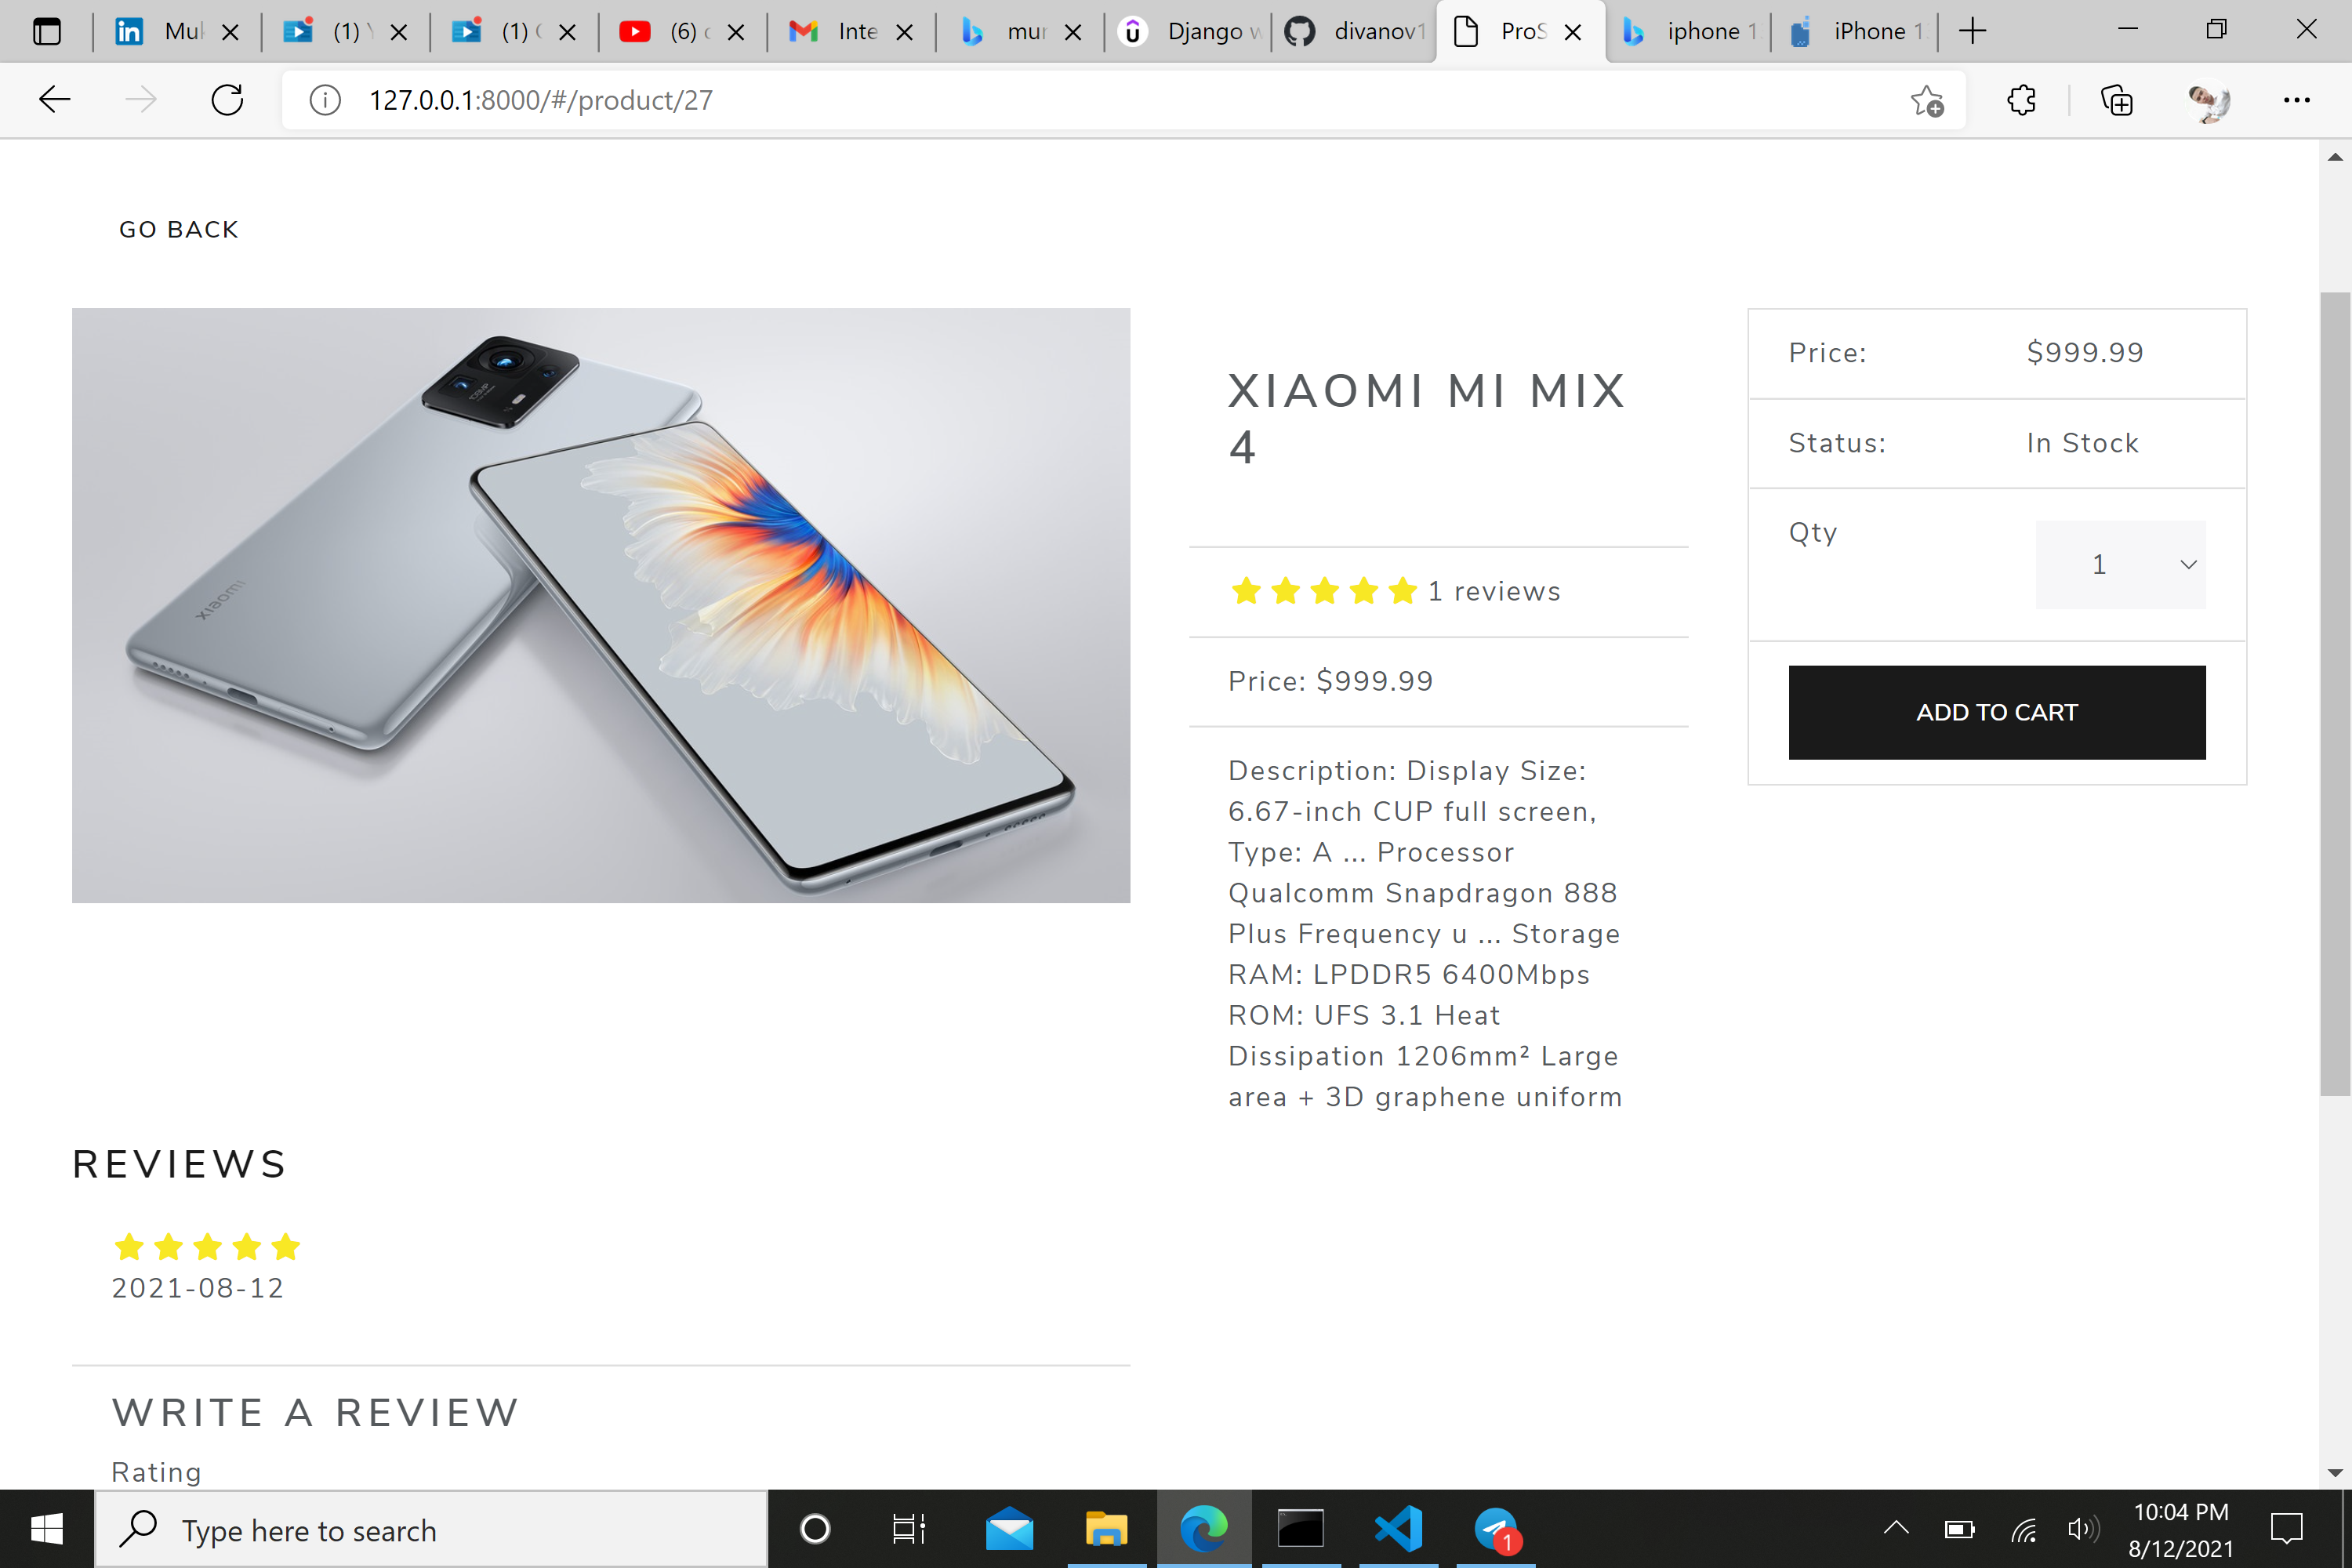 Mu
(1)
(1)
(6)
Inte
mur
Django w
divanov1
ProS
iphone 1
iPhone 1
127.0.0.1:8000/#/product/27
GO BACK
xiaomi
108MP
XIAOMI MI MIX
4
1 reviews
Price: $999.99
Description: Display Size:
6.67-inch CUP full screen,
Type: A ... Processor
Qualcomm Snapdragon 888
Plus Frequency u ... Storage
RAM: LPDDR5 6400Mbps
ROM: UFS 3.1 Heat
Dissipation 1206mm² Large
area + 3D graphene uniform
Price: $999.99
Status: In Stock
Qty 1
ADD TO CART
REVIEWS
2021-08-12
WRITE A REVIEW
Rating
Type here to search
1
10:04 PM
8/12/2021